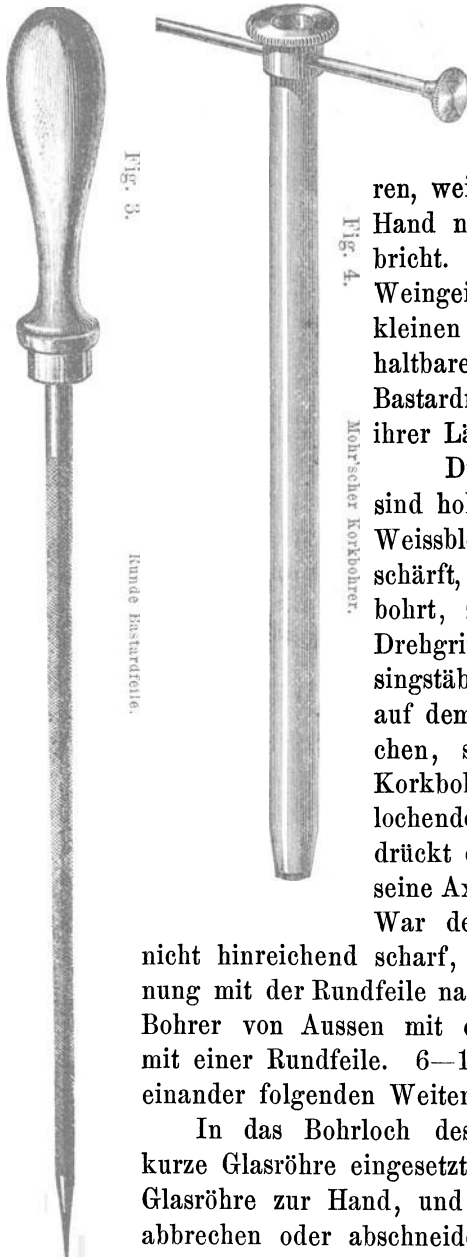 Fig. 3.
Runde Bastardfeile.
Fig. 4.
Mohr'scher Korkbohrer.
ren, wei
Hand n
bricht.
Weingei
kleinen
haltbare
Bastardf
ihrer Lä
D
sind hol
Weissbl
schärft,
bohrt,
Drehgri
singstäb
auf dem
chen, s
Korkboh
lochende
drückt
seine Ax
War de
nicht hinreichend scharf,
nung mit der Rundfeile na
Bohrer von Aussen mit
mit einer Rundfeile. 6—1
einander folgenden Weiten
In das Bohrloch des
kurze Glasröhre eingesetzt
Glasröhre zur Hand, und
abbrechen oder abschneid